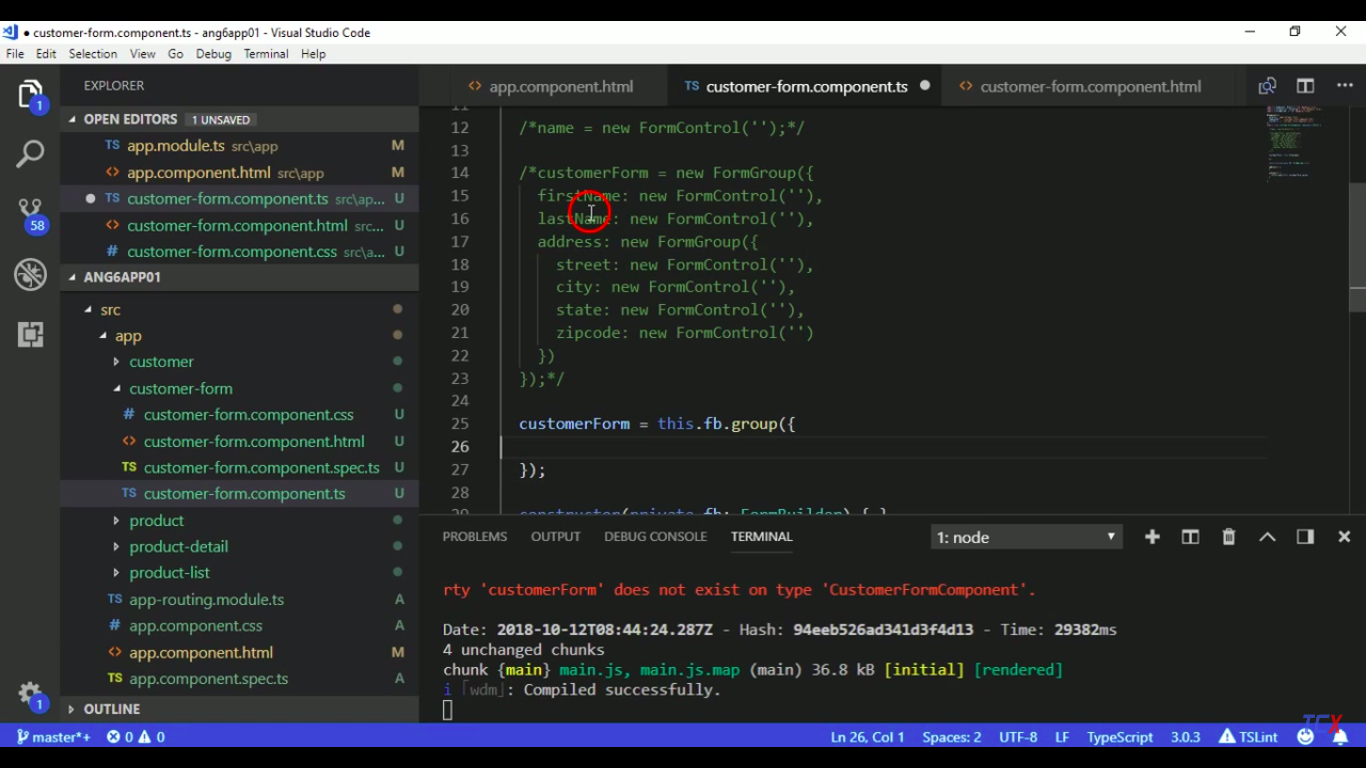 customer-form.component.ts - ang6app01 - Visual Studio Code
File Edit Selection View Go Debug Terminal Help
EXPLORER
app.component.html
TS customer-form.component.ts
customer-form.component.html
OPEN EDITORS 1 UNSAVED
TS app.module.ts src\app M
app.component.html src\app M
TS customer-form.component.ts src\ap... U
customer-form.component.html src... U
# customer-form.component.css src\a... U
ANG6APP01
src
app
customer
customer-form
# customer-form.component.css U
customer-form.component.html U
TS customer-form.component.spec.ts U
TS customer-form.component.ts U
product
product-detail
product-list
TS app-routing.module.ts A
app.component.css A
app.component.html M
TS app.component.spec.ts A
OUTLINE
1
58
1
11
12 /*name = new FormControl('');*/
13
14 /*customerForm = new FormGroup({
15 firstName: new FormControl(''),
16 lastName: new FormControl(''),
17 address: new FormGroup({
18 street: new FormControl(''),
19 city: new FormControl(''),
20 state: new FormControl(''),
21 zipcode: new FormControl('')
22 })
23 });*/
24
25 customerForm = this.fb.group({
26
27 });
28
29 constructor(private fb: FormBuilder) { }
PROBLEMS OUTPUT DEBUG CONSOLE TERMINAL 1: node
rty 'customerForm' does not exist on type 'CustomerFormComponent'.
Date: 2018-10-12T08:44:24.287Z - Hash: 94eeb526ad341d3f4d13 - Time: 29382ms
4 unchanged chunks
chunk {main} main.js, main.js.map (main) 36.8 kB [initial] [rendered]
i ｢wdm｣: Compiled successfully.
master*+ 0 0 Ln 26, Col 1 Spaces: 2 UTF-8 LF TypeScript 3.0.3 TSLint